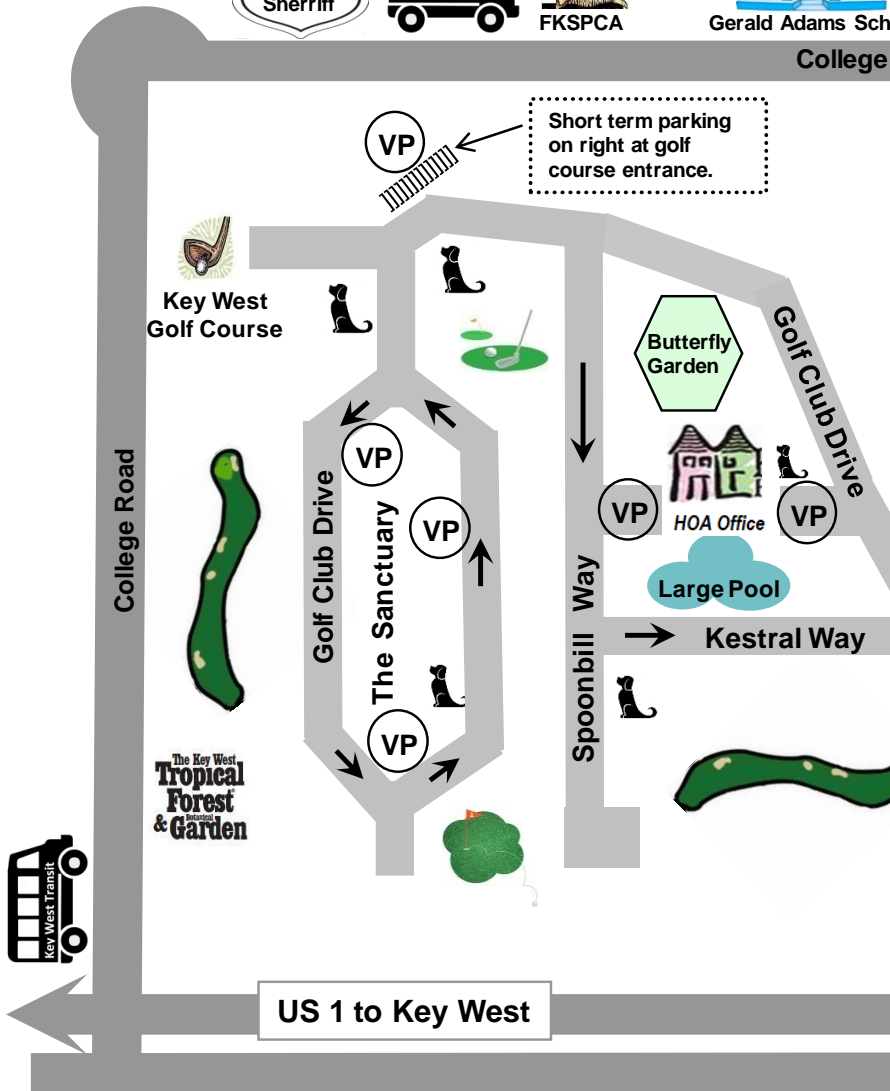 Sherriff
FKSPCA
Gerald Adams Sch
College
VP
Short term parking
on right at golf
course entrance.
Key West
Golf Course
Butterfly
Garden
Golf Club Drive
VP
VP
VP
HOA Office
VP
College Road
Golf Club Drive
The Sanctuary
Large Pool
Spoonbill Way
Kestral Way
VP
The Key West
Tropical
Forest
Botanical
& Garden
1
Key West Transit
US 1 to Key West